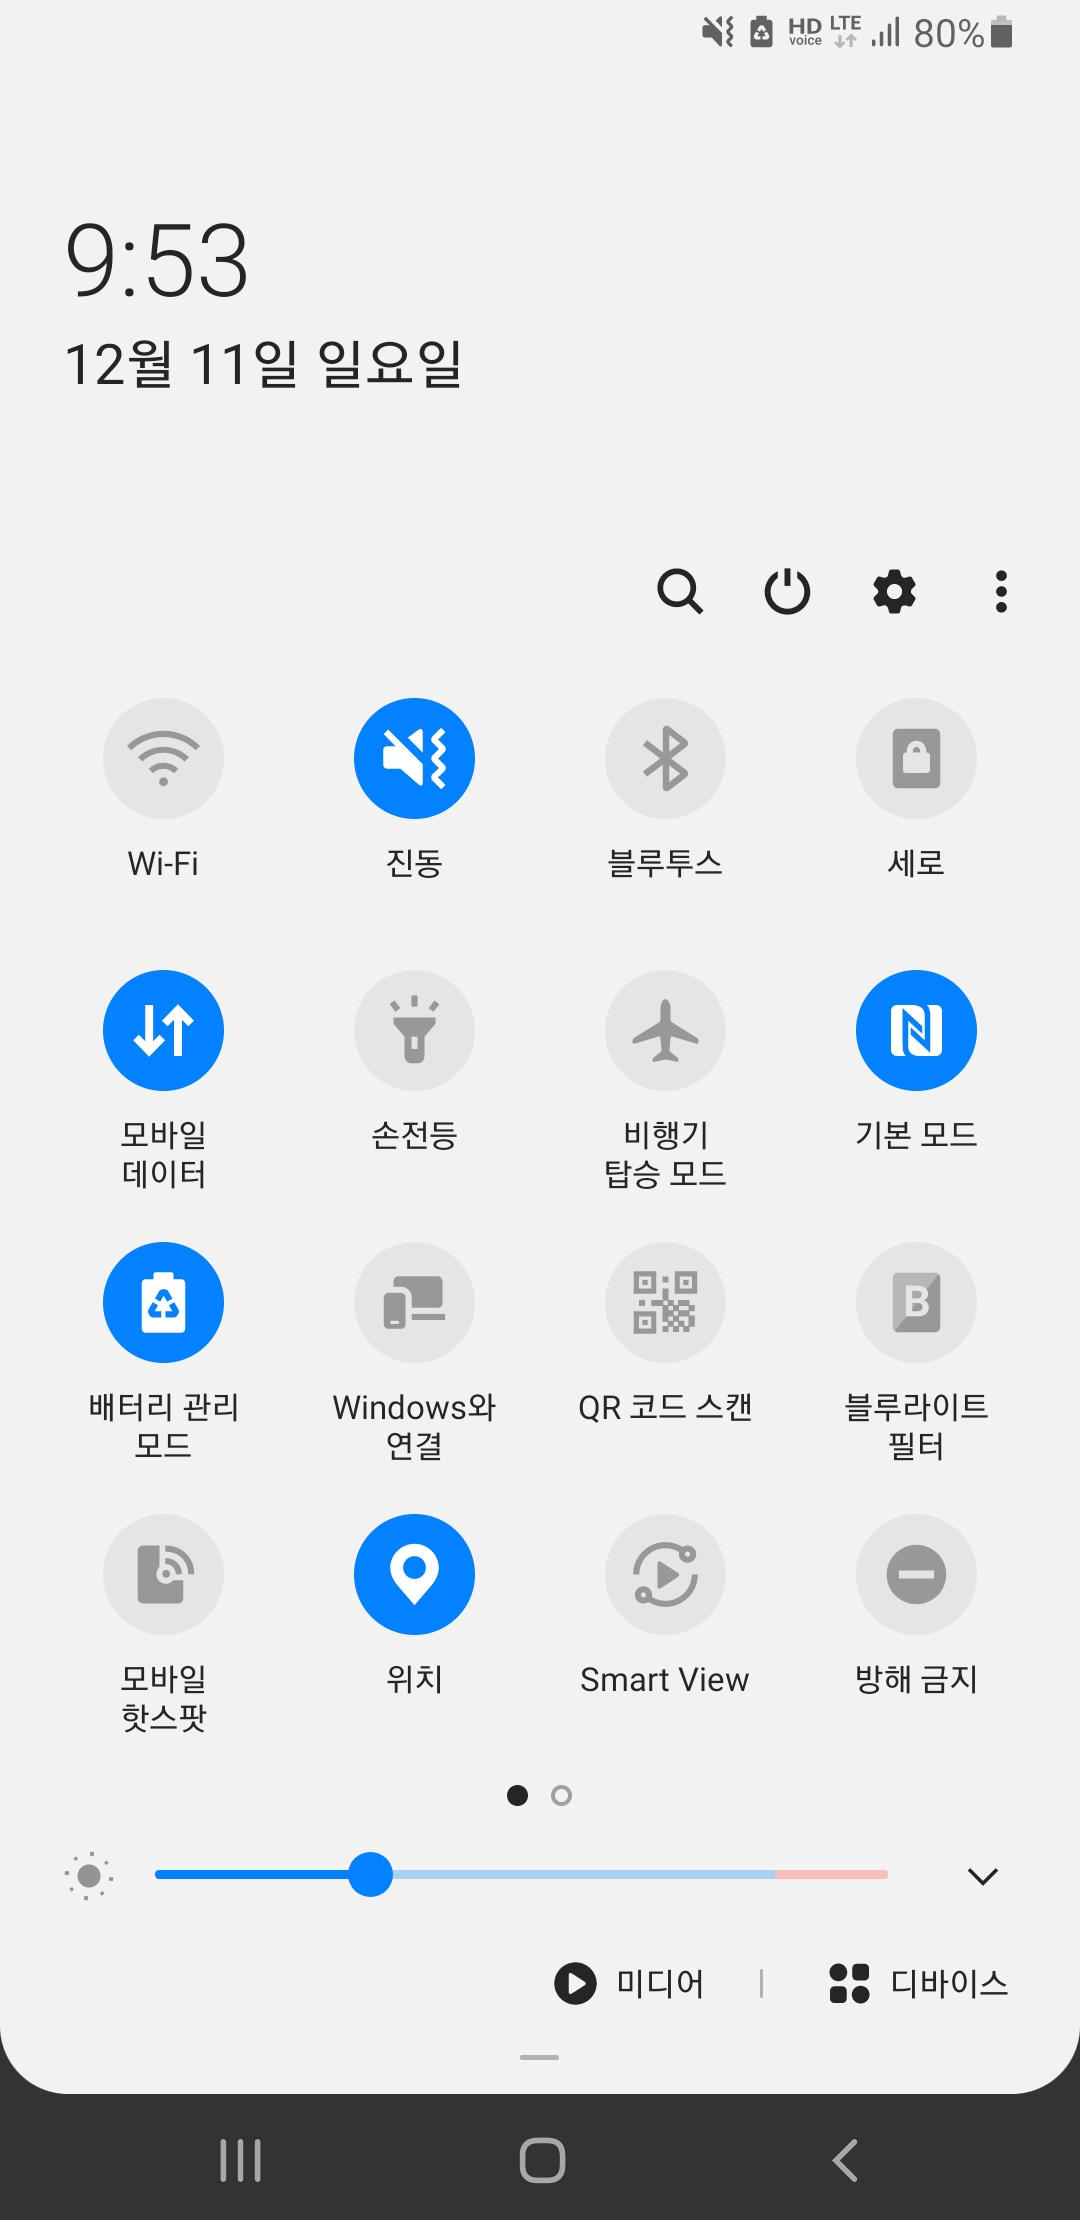 HD voice LTE 80%
9:53
12월 11일 일요일
Wi-Fi
진동
블루투스
세로
모바일
데이터
손전등
비행기
탑승 모드
기본 모드
배터리 관리
모드
Windows와
연결
QR 코드 스캔
B
블루라이트
필터
모바일
핫스팟
위치
Smart View
방해 금지
미디어
디바이스